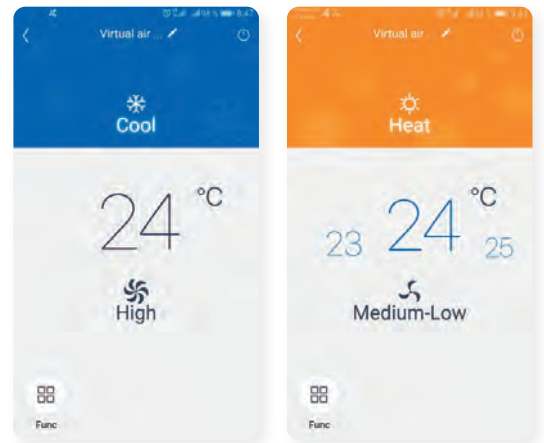 Virtual air ...
Cool
24 °C
High
Func
Virtual air ...
Heat
23 24 °C 25
Medium-Low
Func